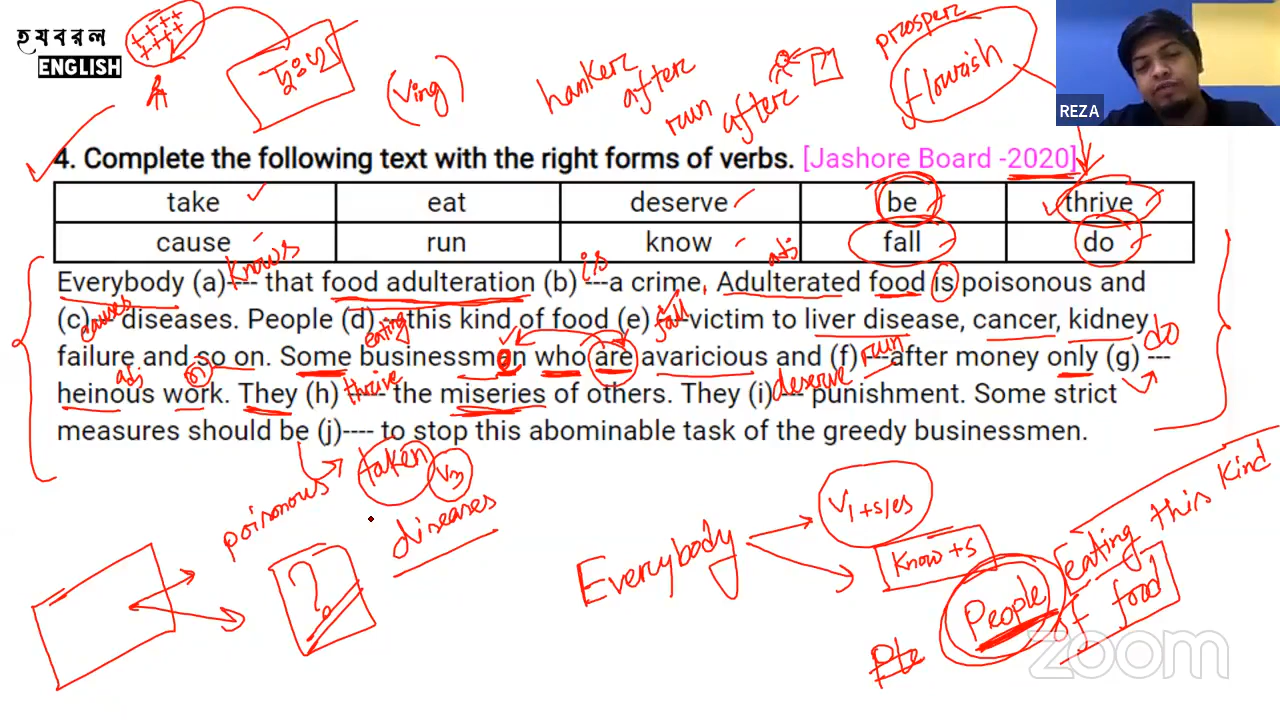 হ য ব র ল
ENGLISH
(Ving)
hanker after
run after
prosper
flourish
REZA
4. Complete the following text with the right forms of verbs. [Jashore Board -2020]
take eat deserve be thrive
cause run know fall do
knows is adj
Everybody (a)---- that food adulteration (b) ---a crime. Adulterated food is poisonous and
causes eating fall
(c)--- diseases. People (d)---this kind of food (e) ---victim to liver disease, cancer, kidney
run do
failure and so on. Some businessmen who are avaricious and (f)---after money only (g) ---
adj thrive deserve
heinous work. They (h)---- the miseries of others. They (i)--- punishment. Some strict
measures should be (j)---- to stop this abominable task of the greedy businessmen.
taken V3
poisonous
diseases
?
Everybody
V1+s/es
Know+s
People eating this kind
of food
zoom